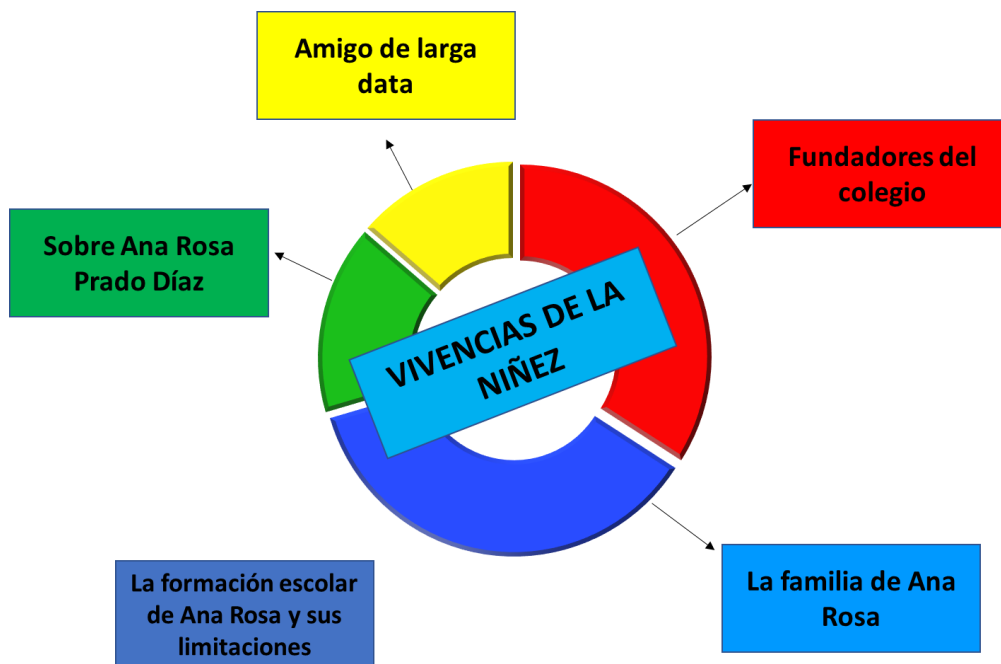 Amigo de larga
data
Fundadores del
colegio
Sobre Ana Rosa
Prado Díaz
VIVENCIAS DE LA
NIÑEZ
La formación escolar
de Ana Rosa y sus
limitaciones
La familia de Ana
Rosa